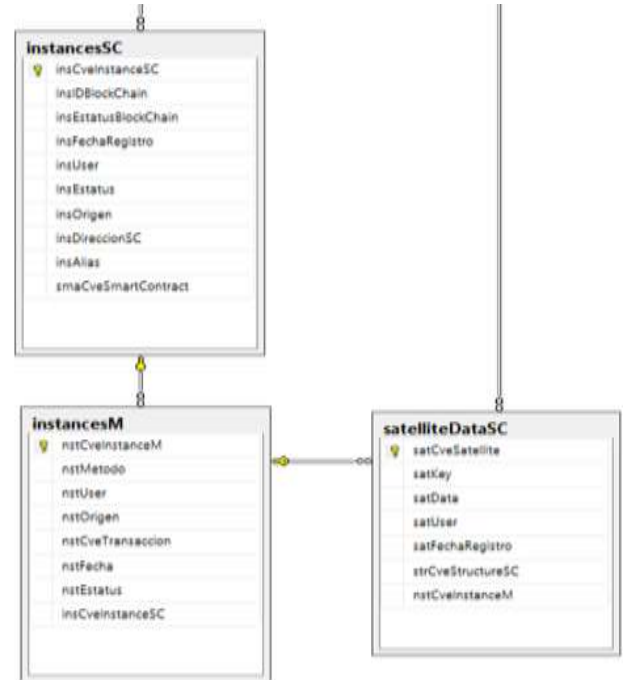 instancesSC
insCveInstanceSC
insIDBlockChain
insEstatusBlockChain
insFechaRegistro
insUser
insEstatus
insOrigen
insDireccionSC
insAlias
smaCveSmartContract
instancesM
nstCveInstanceM
nstMetodo
nstUser
nstOrigen
nstCveTransaccion
nstFecha
nstEstatus
insCveInstanceSC
satelliteDataSC
satCveSatellite
satKey
satData
satUser
satFechaRegistro
strCveStructureSC
nstCveInstanceM